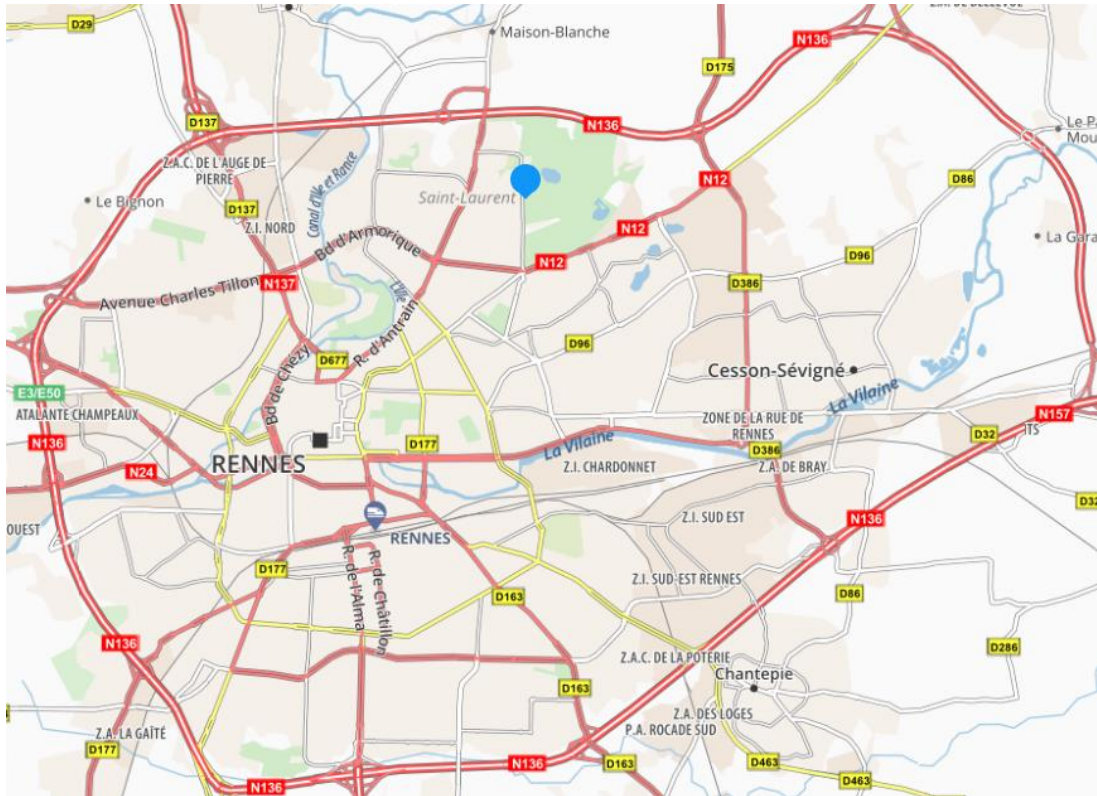 D29
Maison-Blanche
N136
D175
D137
N136
Le Pa
Mou
Z.A.C. DE L'AUGE DE
PIERRE
Canal d'Ille et Rance
N12
D86
Le Bignon
Saint-Laurent
D137
Z.I. NORD
N12
La Gara
Bd d'Armorique
D96
N12
N137
Avenue Charles Tillon
L'Ille
D386
R. d'Antrain
D96
Bd de Chézy
D677
Cesson-Sévigné
E3/E50
La Vilaine
ATALANTE CHAMPEAUX
ZONE DE LA RUE DE
RENNES
N157
N136
D177
La Vilaine
D32
ITS
D386
RENNES
N24
Z.I. CHARDONNET
Z.A. DE BRAY
D32
OUEST
Z.I. SUD EST
N136
RENNES
R. de l'Alma
R. de Châtillon
D177
Z.I. SUD-EST RENNES
D163
D86
N136
D286
Z.A.C. DE LA POTERIE
Chantepie
D163
Z.A. DES LOGES
P.A. ROCADE SUD
Z.A. LA GAÎTÉ
D177
N136
D163
D463
N136
D463